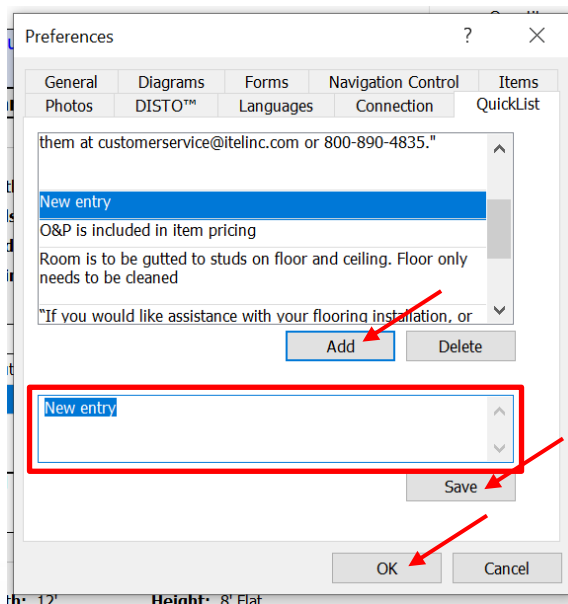 Preferences
?
General Diagrams Forms Navigation Control Items
Photos DISTO™ Languages Connection QuickList
them at customerservice@itelinc.com or 800-890-4835."
New entry
O&P is included in item pricing
Room is to be gutted to studs on floor and ceiling. Floor only
needs to be cleaned
"If you would like assistance with your flooring installation, or
Add Delete
New entry
Save
OK Cancel
12' Height: 8' Flat